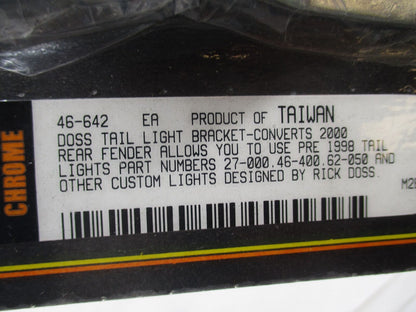 CHROME
46-642 EA PRODUCT OF TAIWAN
DOSS TAIL LIGHT BRACKET-CONVERTS 2000
REAR FENDER ALLOWS YOU TO USE PRE 1998 TAIL
LIGHTS PART NUMBERS 27-000.46-400.62-050 AND
OTHER CUSTOM LIGHTS DESIGNED BY RICK DOSS.